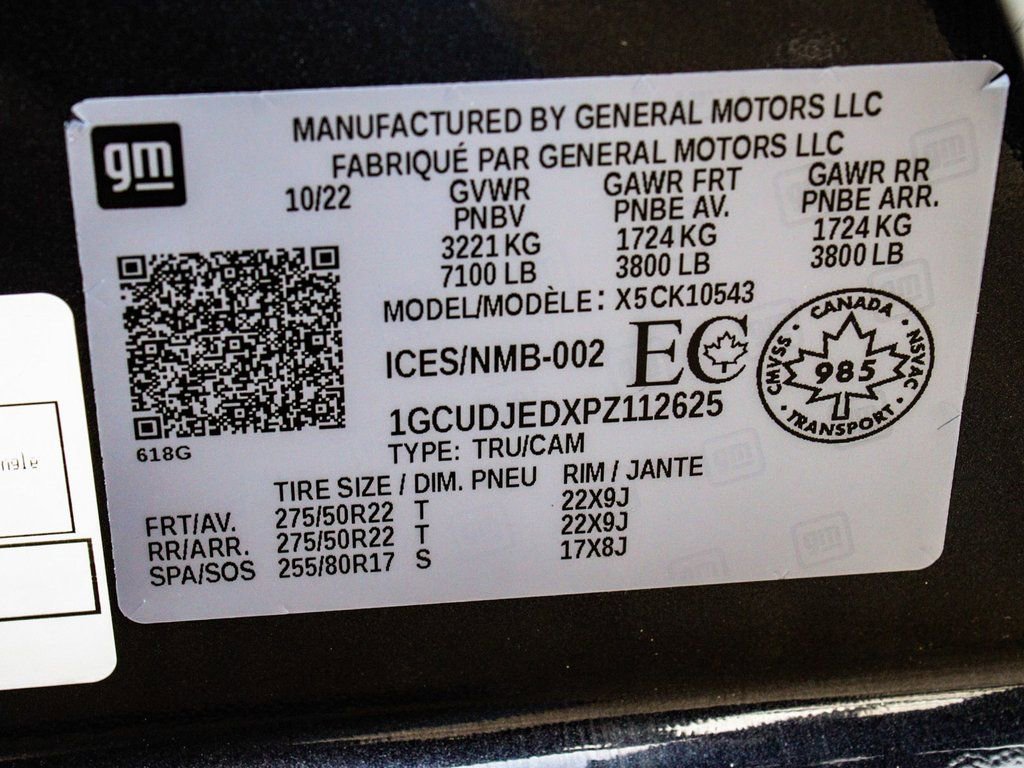 gm
MANUFACTURED BY GENERAL MOTORS LLC
FABRIQUÉ PAR GENERAL MOTORS LLC
10/22 GVWR GAWR FRT GAWR RR
PNBV PNBE AV. PNBE ARR.
3221 KG 1724 KG 1724 KG
7100 LB 3800 LB 3800 LB
MODEL/MODÈLE: X5CK10543
ICES/NMB-002 EC
CANADA
CMVSS 985 NSVAC
TRANSPORT
1GCUDJEDXPZ112625
618G
TYPE: TRU/CAM
TIRE SIZE / DIM. PNEU RIM / JANTE
FRT/AV. 275/50R22 T 22X9J
RR/ARR. 275/50R22 T 22X9J
SPA/SOS 255/80R17 S 17X8J